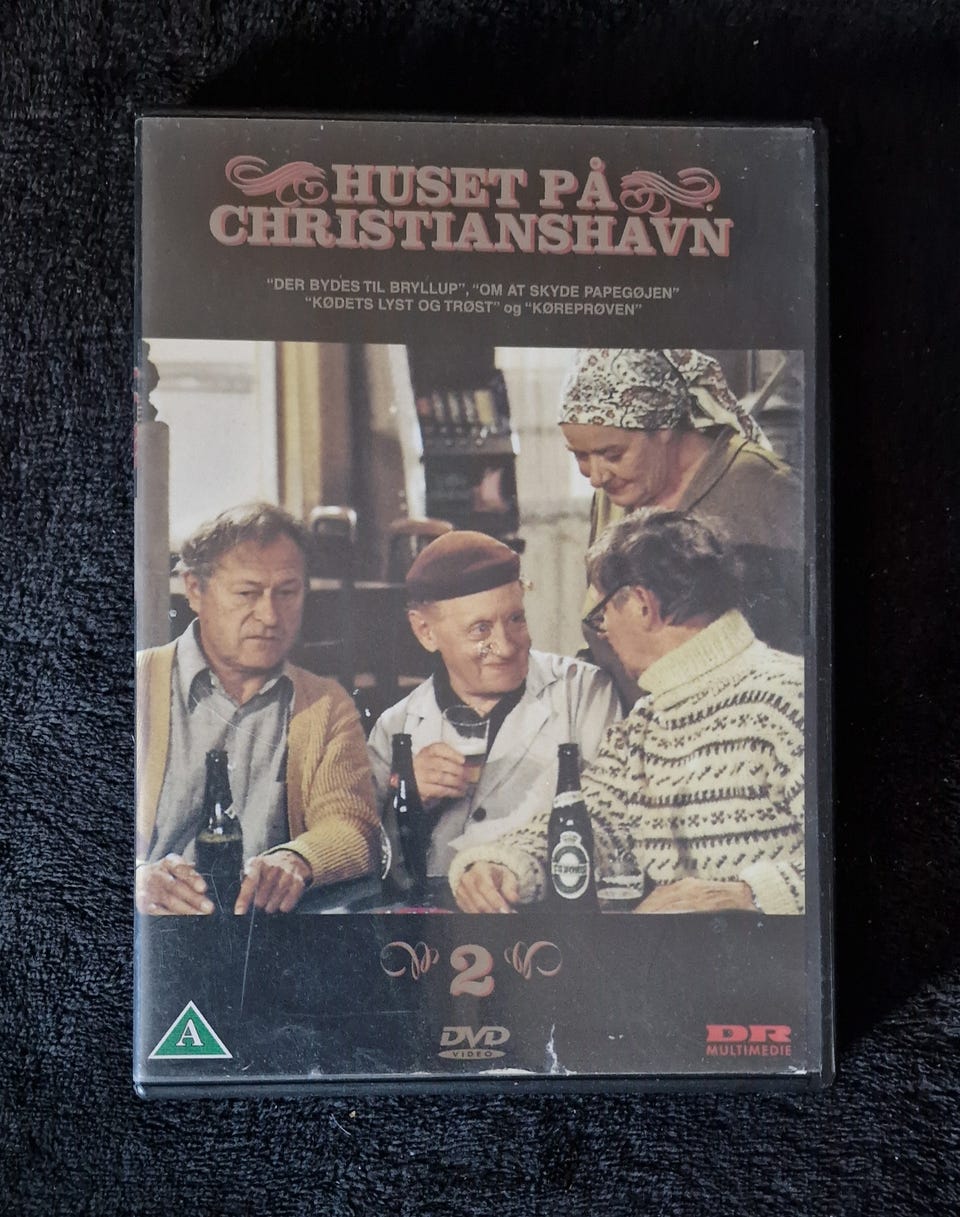 HUSET PÅ
CHRISTIANSHAVN
"DER BYDES TIL BRYLLUP", "OM AT SKYDE PAPEGØJEN"
"KØDETS LYST OG TRØST" og "KØREPRØVEN"
TUBORG
2
A
DVD
VIDEO
DR
MULTIMEDIE